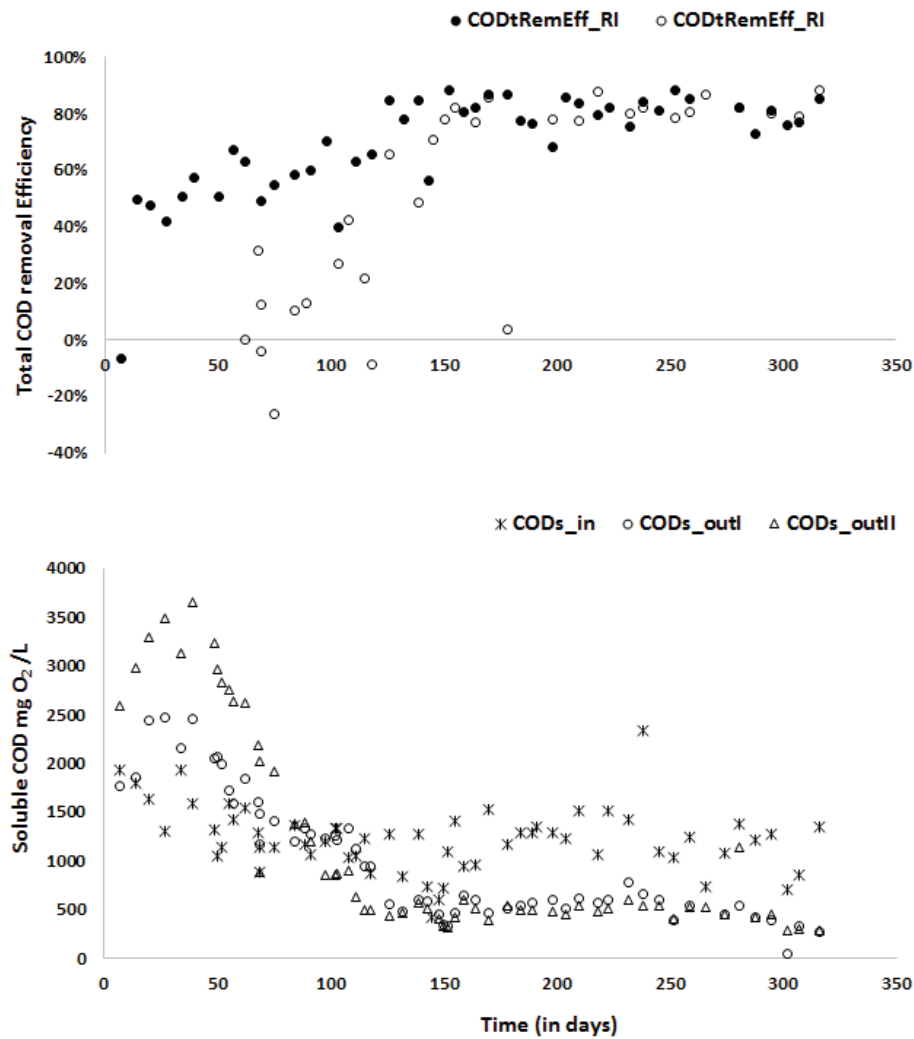 CODtRemEff_RI CODtRemEff_RI
Total COD removal Efficiency
100%
80%
60%
40%
20%
0%
0 50 100 150 200 250 300 350
-20%
-40%
CODs_in CODs_outI CODs_outII
Soluble COD mg O₂ /L
4000
3500
3000
2500
2000
1500
1000
500
0
0 50 100 150 200 250 300 350
Time (in days)